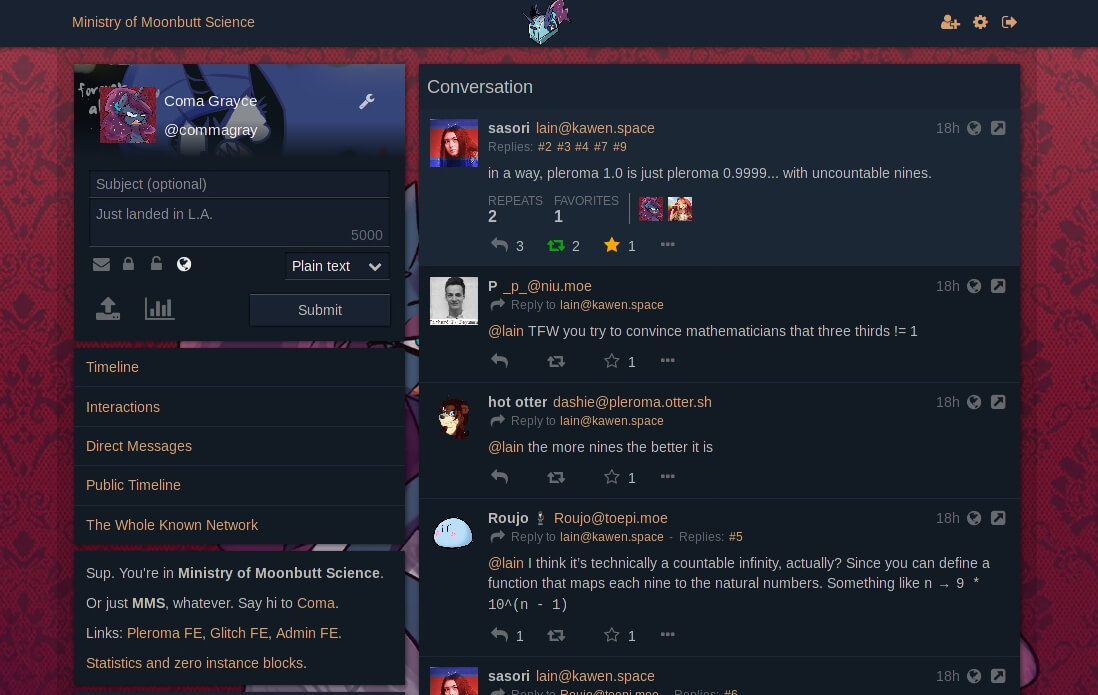 Ministry of Moonbutt Science
Coma Grayce
@commagray
Subject (optional)
Just landed in L.A.
5000
Plain text
Submit
Timeline
Interactions
Direct Messages
Public Timeline
The Whole Known Network
Sup. You're in Ministry of Moonbutt Science.
Or just MMS, whatever. Say hi to Coma.
Links: Pleroma FE, Glitch FE, Admin FE.
Statistics and zero instance blocks.
Conversation
sasori lain@kawen.space 18h
Replies: #2 #3 #4 #7 #9
in a way, pleroma 1.0 is just pleroma 0.9999... with uncountable nines.
REPEATS FAVORITES
2 1
3 2 1
P _p_@niu.moe 18h
Reply to lain@kawen.space
@lain TFW you try to convince mathematicians that three thirds != 1
1
hot otter dashie@pleroma.otter.sh 18h
Reply to lain@kawen.space
@lain the more nines the better it is
1
Roujo Roujo@toepi.moe 18h
Reply to lain@kawen.space - Replies: #5
@lain I think it's technically a countable infinity, actually? Since you can define a
function that maps each nine to the natural numbers. Something like n → 9 *
10^(n - 1)
1 1
sasori lain@kawen.space 18h
Reply to Roujo@toepi.moe - Replies: #6